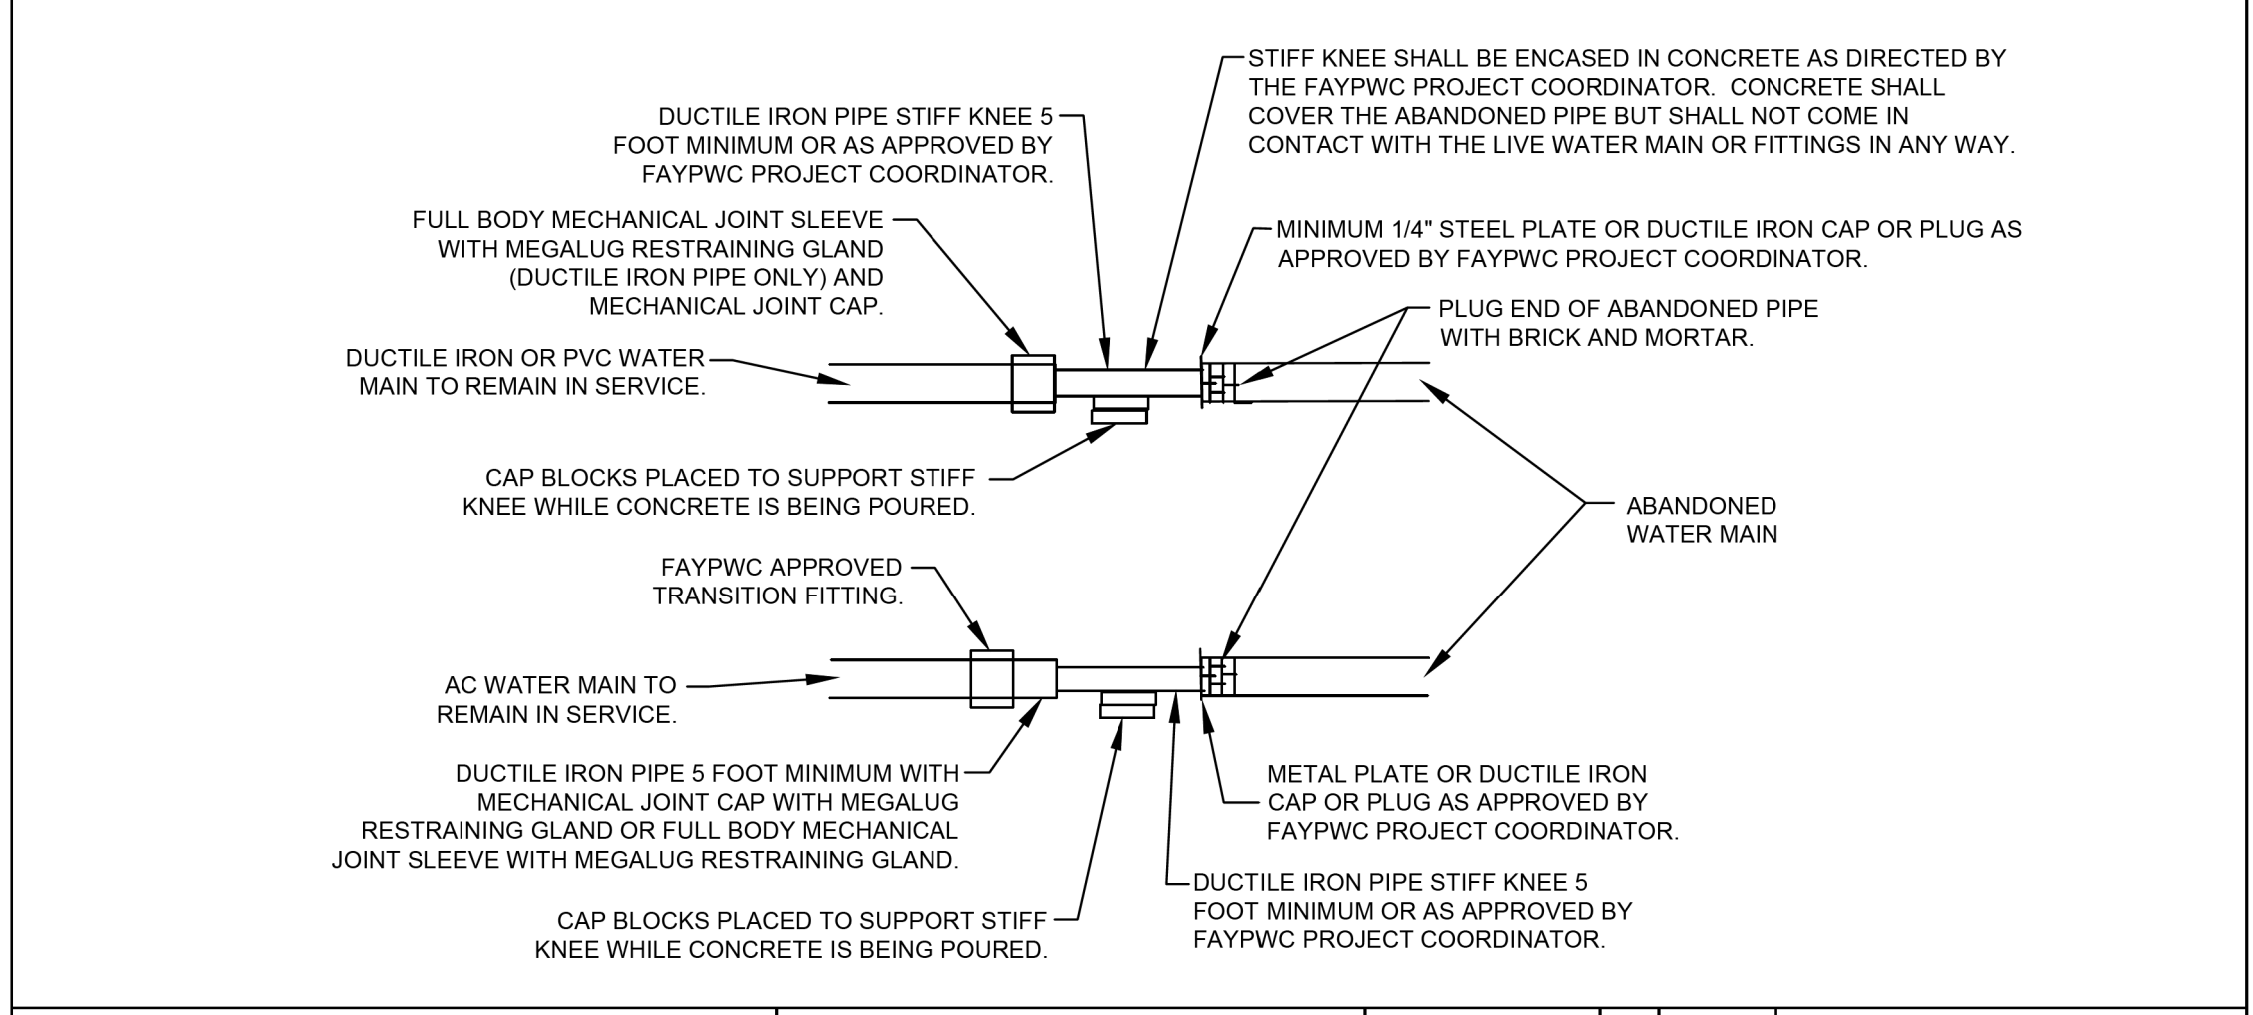 STIFF KNEE SHALL BE ENCASED IN CONCRETE AS DIRECTED BY
THE FAYPWC PROJECT COORDINATOR. CONCRETE SHALL
COVER THE ABANDONED PIPE BUT SHALL NOT COME IN
CONTACT WITH THE LIVE WATER MAIN OR FITTINGS IN ANY WAY.
DUCTILE IRON PIPE STIFF KNEE 5
FOOT MINIMUM OR AS APPROVED BY
FAYPWC PROJECT COORDINATOR.
FULL BODY MECHANICAL JOINT SLEEVE
WITH MEGALUG RESTRAINING GLAND
(DUCTILE IRON PIPE ONLY) AND
MECHANICAL JOINT CAP.
MINIMUM 1/4" STEEL PLATE OR DUCTILE IRON CAP OR PLUG AS
APPROVED BY FAYPWC PROJECT COORDINATOR.
PLUG END OF ABANDONED PIPE
WITH BRICK AND MORTAR.
DUCTILE IRON OR PVC WATER
MAIN TO REMAIN IN SERVICE.
CAP BLOCKS PLACED TO SUPPORT STIFF
KNEE WHILE CONCRETE IS BEING POURED.
ABANDONED
WATER MAIN
FAYPWC APPROVED
TRANSITION FITTING.
AC WATER MAIN TO
REMAIN IN SERVICE.
DUCTILE IRON PIPE 5 FOOT MINIMUM WITH
MECHANICAL JOINT CAP WITH MEGALUG
RESTRAINING GLAND OR FULL BODY MECHANICAL
JOINT SLEEVE WITH MEGALUG RESTRAINING GLAND.
METAL PLATE OR DUCTILE IRON
CAP OR PLUG AS APPROVED BY
FAYPWC PROJECT COORDINATOR.
DUCTILE IRON PIPE STIFF KNEE 5
FOOT MINIMUM OR AS APPROVED BY
FAYPWC PROJECT COORDINATOR.
CAP BLOCKS PLACED TO SUPPORT STIFF
KNEE WHILE CONCRETE IS BEING POURED.